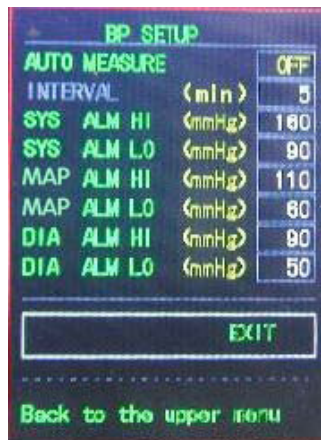 BP SETUP
AUTO MEASURE OFF
INTERVAL (min) 5
SYS ALM HI (mmHg) 160
SYS ALM LO (mmHg) 90
MAP ALM HI (mmHg) 110
MAP ALM LO (mmHg) 60
DIA ALM HI (mmHg) 90
DIA ALM LO (mmHg) 50
EXIT
Back to the upper menu